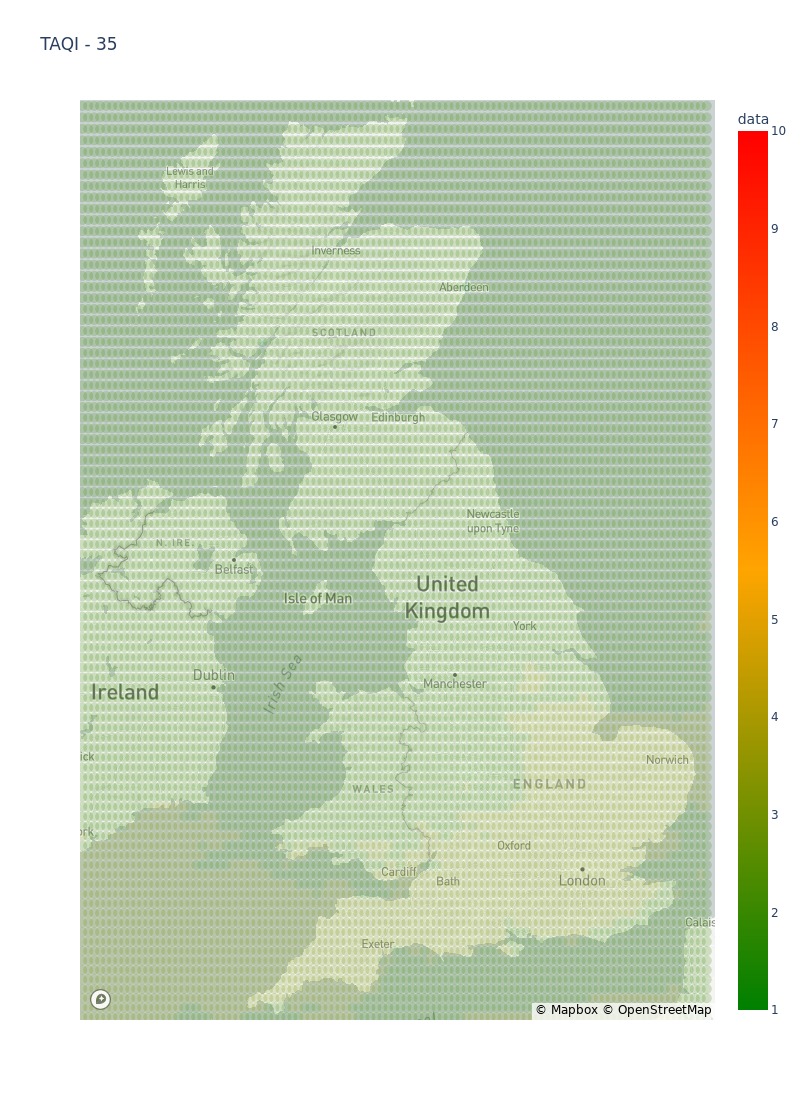 TAQI - 35
data
10
9
8
7
6
5
4
3
2
1
Lewis and
Harris
Inverness
Aberdeen
SCOTLAND
Glasgow
Edinburgh
Newcastle
upon Tyne
N. IRE.
Belfast
Isle of Man
United
Kingdom
York
Dublin
Irish Sea
Manchester
Ireland
ick
Norwich
WALES
ENGLAND
rk
Oxford
Cardiff
Bath
London
Calais
Exeter
© Mapbox © OpenStreetMap